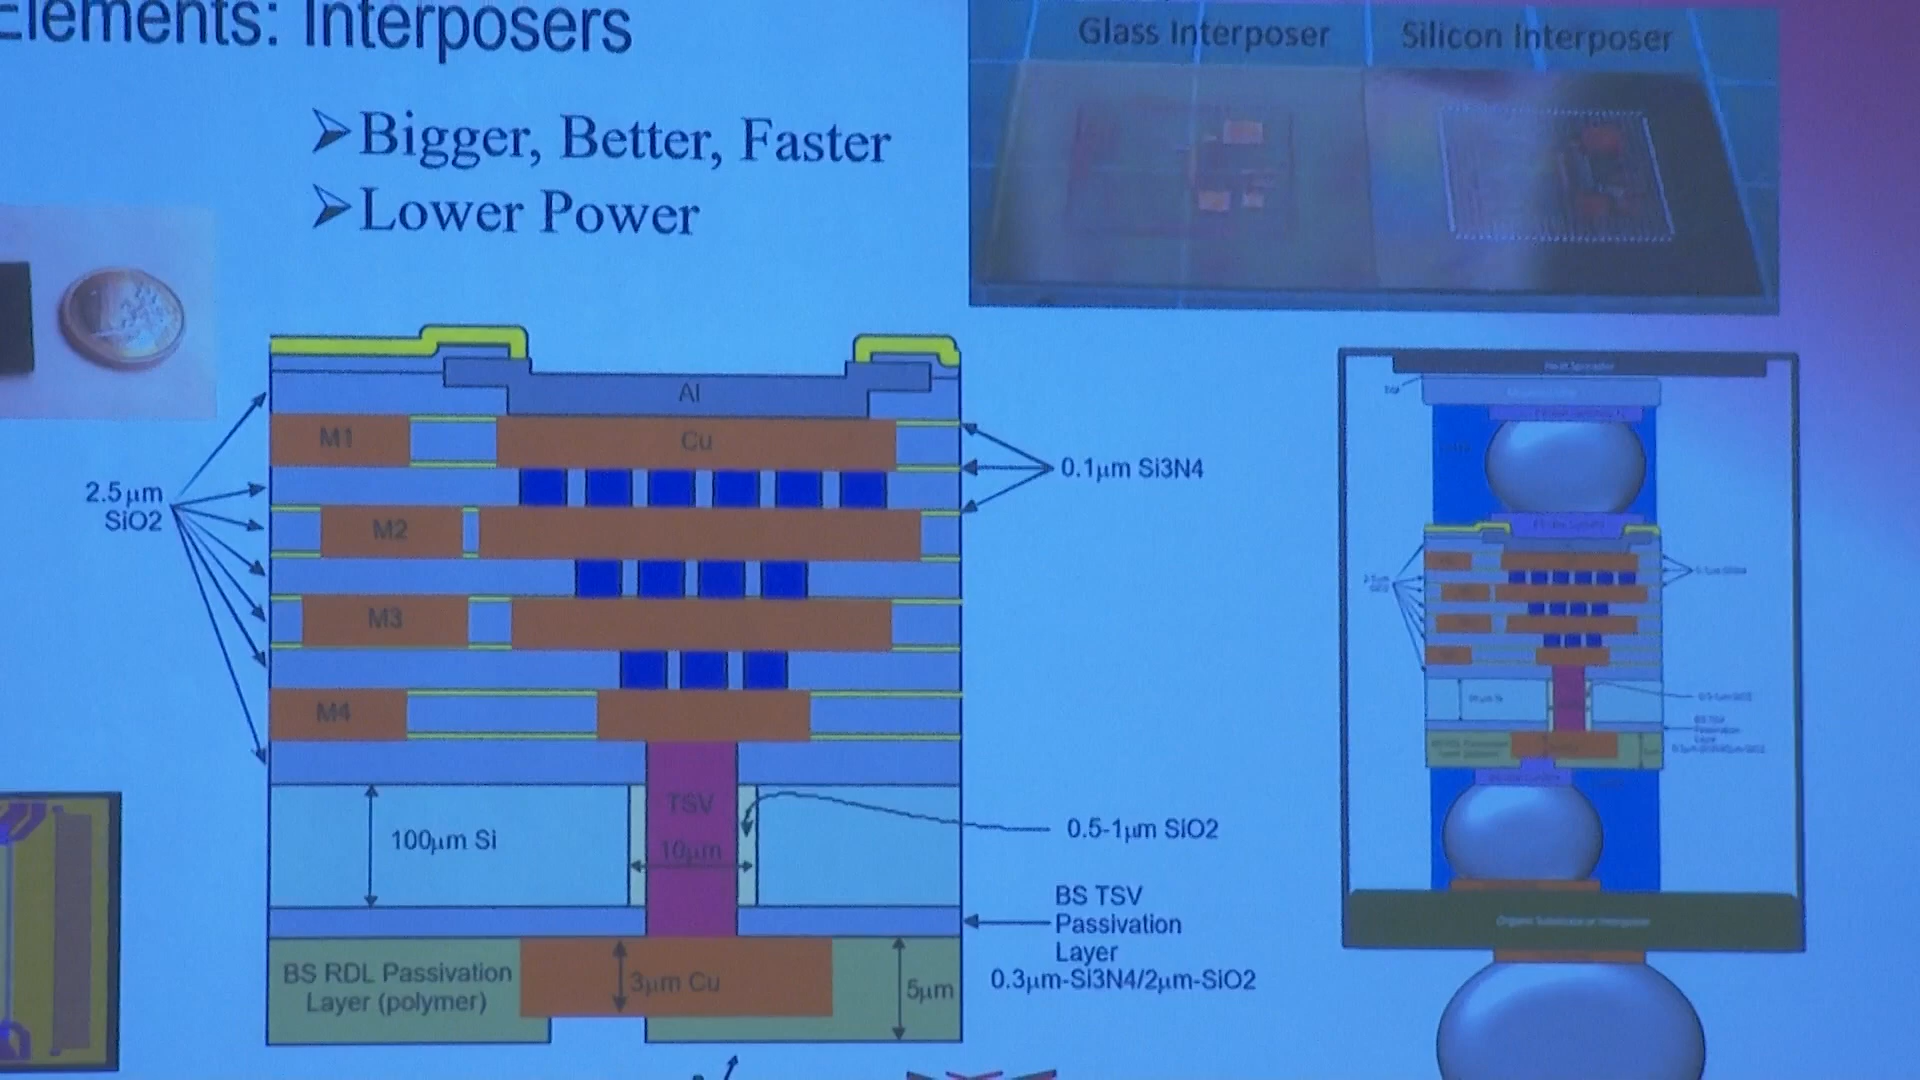 Elements: Interposers
Glass Interposer
Silicon Interposer
➢Bigger, Better, Faster
➢Lower Power
Al
M1
Cu
2.5µm
SiO2
0.1µm Si3N4
M2
M3
M4
TSV
100µm Si
10µm
0.5-1µm SiO2
BS TSV
Passivation
Layer
0.3µm-Si3N4/2µm-SiO2
BS RDL Passivation
Layer (polymer)
3µm Cu
5µm
Heat Spreader